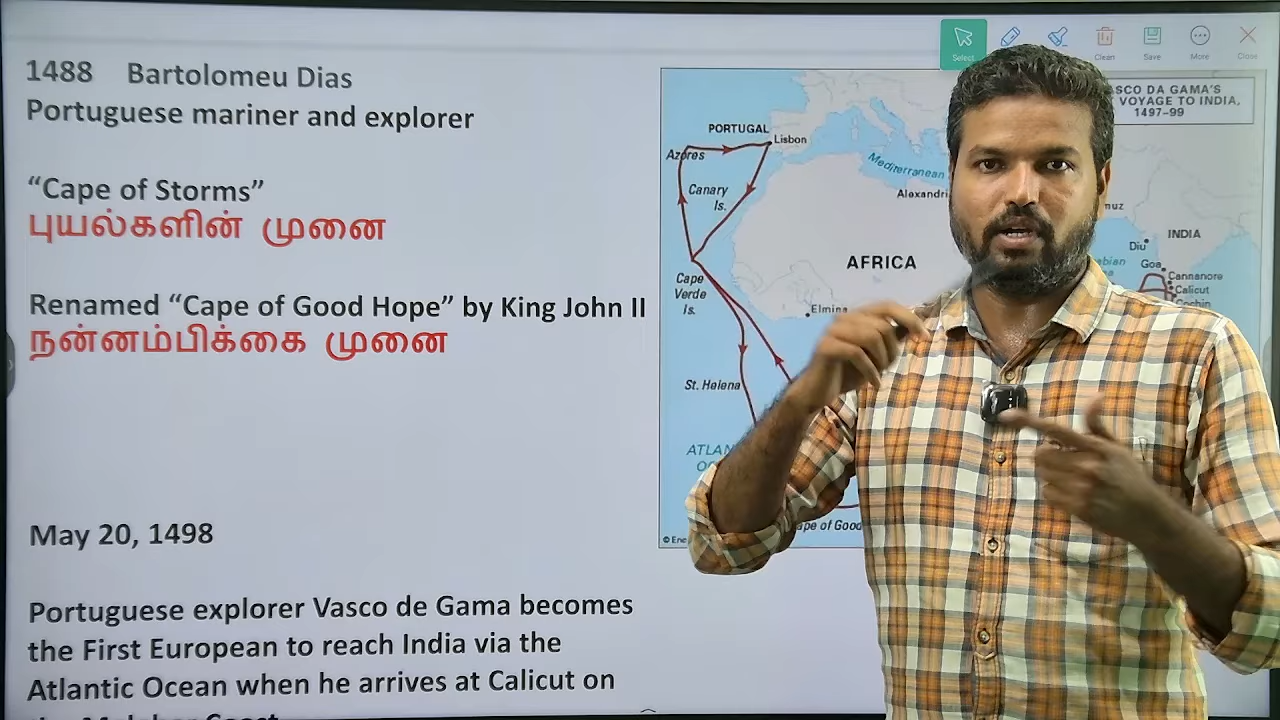 1488 Bartolomeu Dias
Portuguese mariner and explorer
“Cape of Storms”
புயல்களின் முனை
Renamed “Cape of Good Hope” by King John II
நன்னம்பிக்கை முனை
May 20, 1498
Portuguese explorer Vasco de Gama becomes
the First European to reach India via the
Atlantic Ocean when he arrives at Calicut on
Select
Clean
Save
More
Close
DA GAMA'S
VOYAGE TO INDIA,
1497-99
PORTUGAL
Lisbon
Azores
Mediterranean
Canary
Is.
AFRICA
INDIA
Diu
Goa
Cannanore
Calicut
Cochin
Cape
Verde
Is.
Elmina
St. Helena
of Good